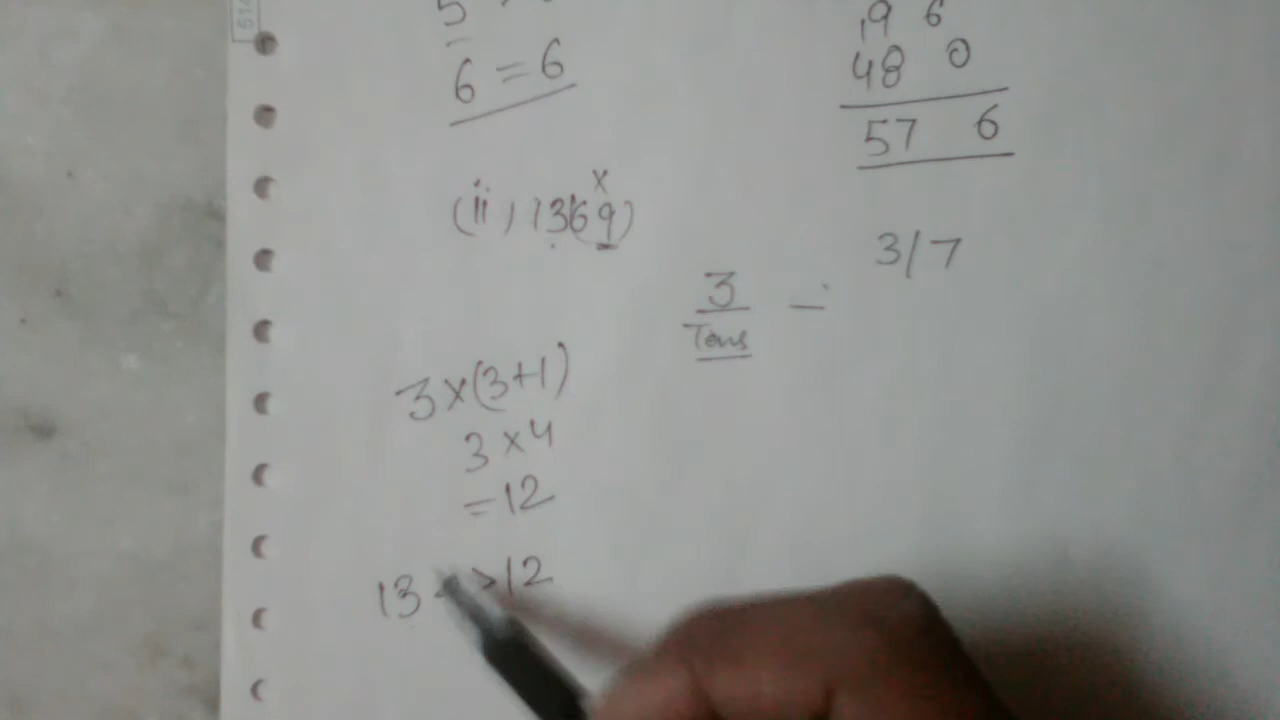 5
6 = 6
19 6
48 0
57 6
x
(ii) 1369)
3/7
3
Tens
3×(3+1)
3×4
=12
13 > 12